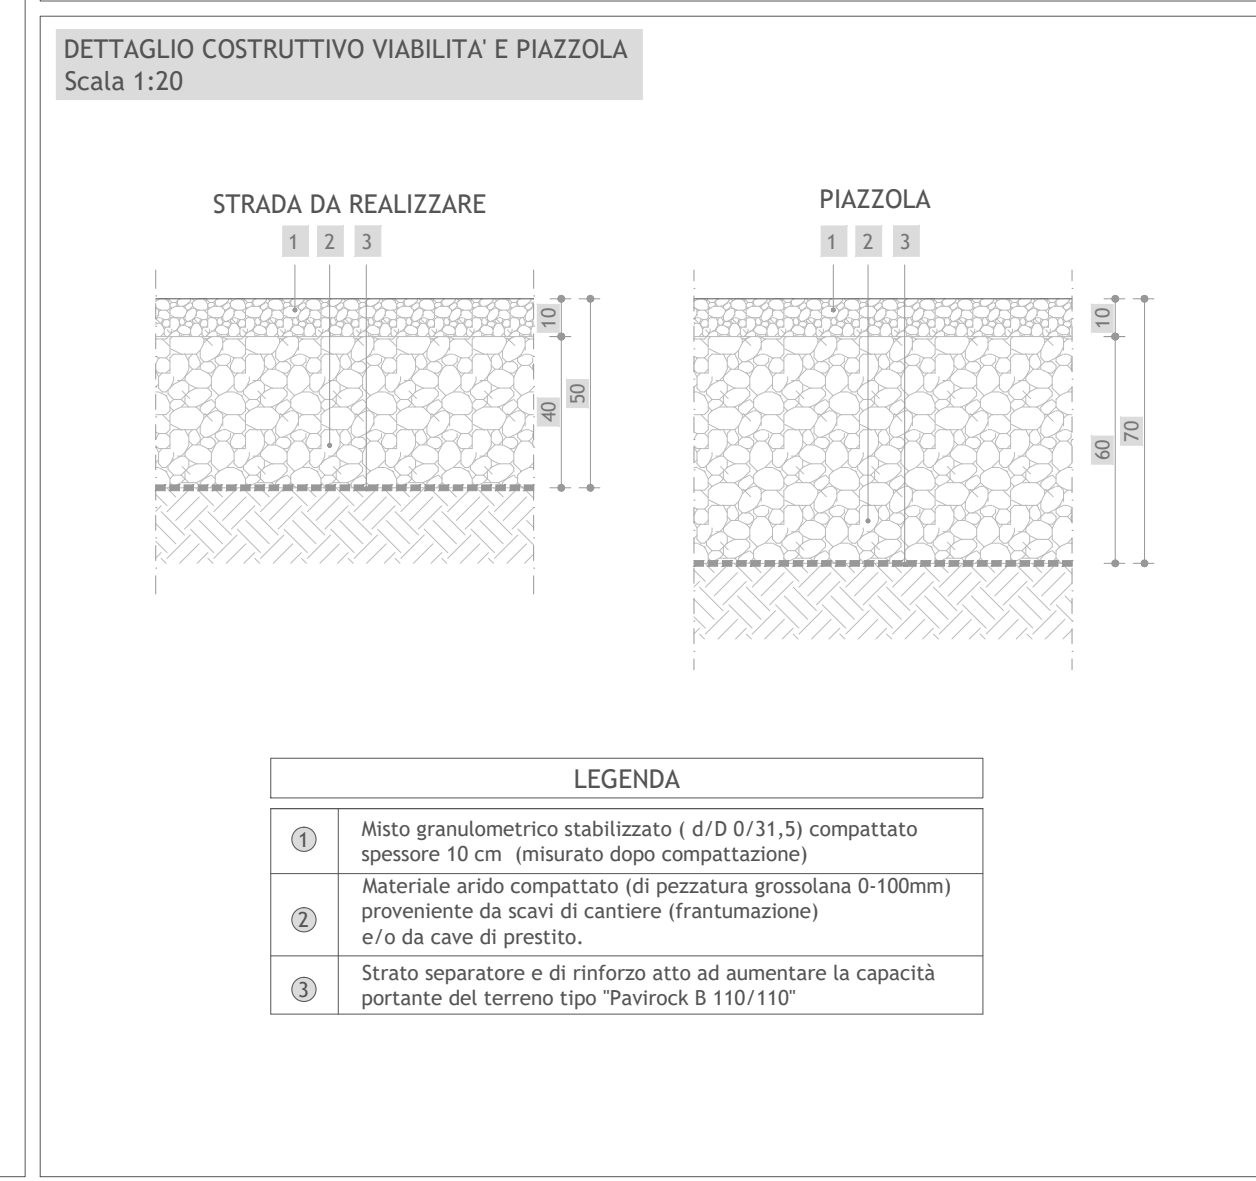 DETTAGLIO COSTRUTTIVO VIABILITA' E PIAZZOLA
Scala 1:20
STRADA DA REALIZZARE
1 2 3
10
40
50
PIAZZOLA
1 2 3
10
60
70
LEGENDA
1
Misto granulometrico stabilizzato ( d/D 0/31,5) compattato
spessore 10 cm (misurato dopo compattazione)
2
Materiale arido compattato (di pezzatura grossolana 0-100mm)
proveniente da scavi di cantiere (frantumazione)
e/o da cave di prestito.
3
Strato separatore e di rinforzo atto ad aumentare la capacità
portante del terreno tipo "Pavirock B 110/110"